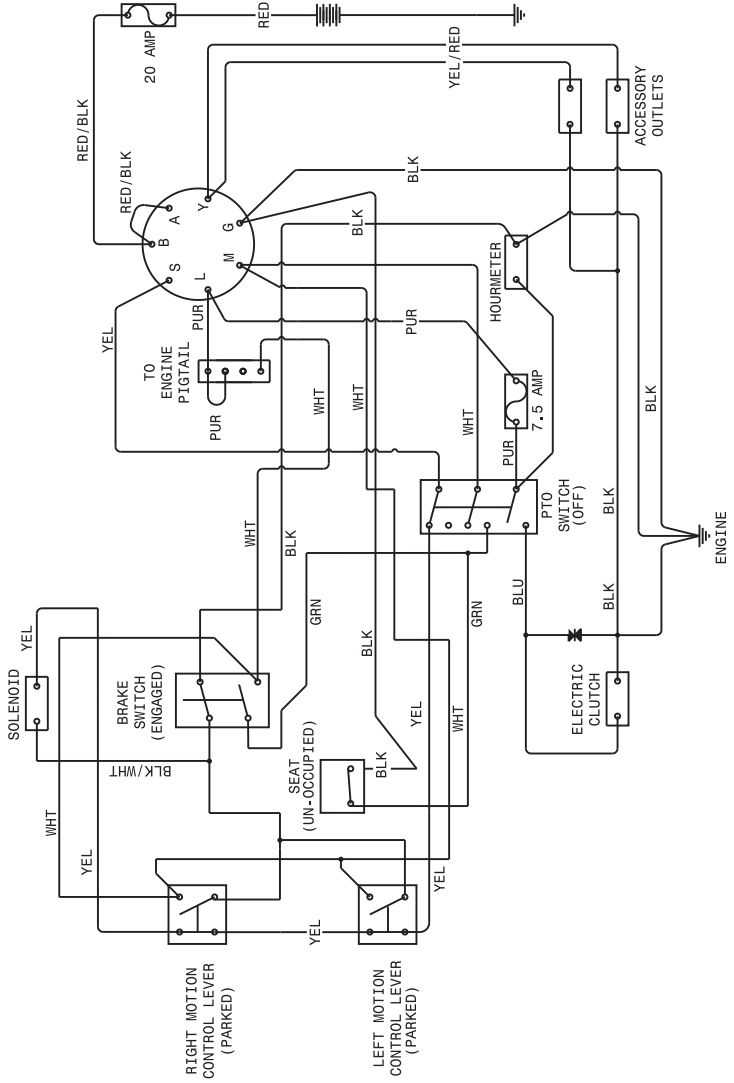 RED
20 AMP
YEL/RED
RED/BLK
RED/BLK
ACCESSORY
OUTLETS
BLK
BLK
A
Y
B
G
S
L
M
HOURMETER
YEL
PUR
PUR
TO
ENGINE
PIGTAIL
PUR
WHT
WHT
WHT
7.5 AMP
PUR
BLK
BLK
PTO
SWITCH
(OFF)
ENGINE
WHT
BLK
GRN
GRN
BLU
BLK
BLK
YEL
SOLENOID
BRAKE
SWITCH
(ENGAGED)
YEL
WHT
ELECTRIC
CLUTCH
BLK/WHT
SEAT
(UN-OCCUPIED)
BLK
WHT
YEL
YEL
YEL
RIGHT MOTION
CONTROL LEVER
(PARKED)
LEFT MOTION
CONTROL LEVER
(PARKED)